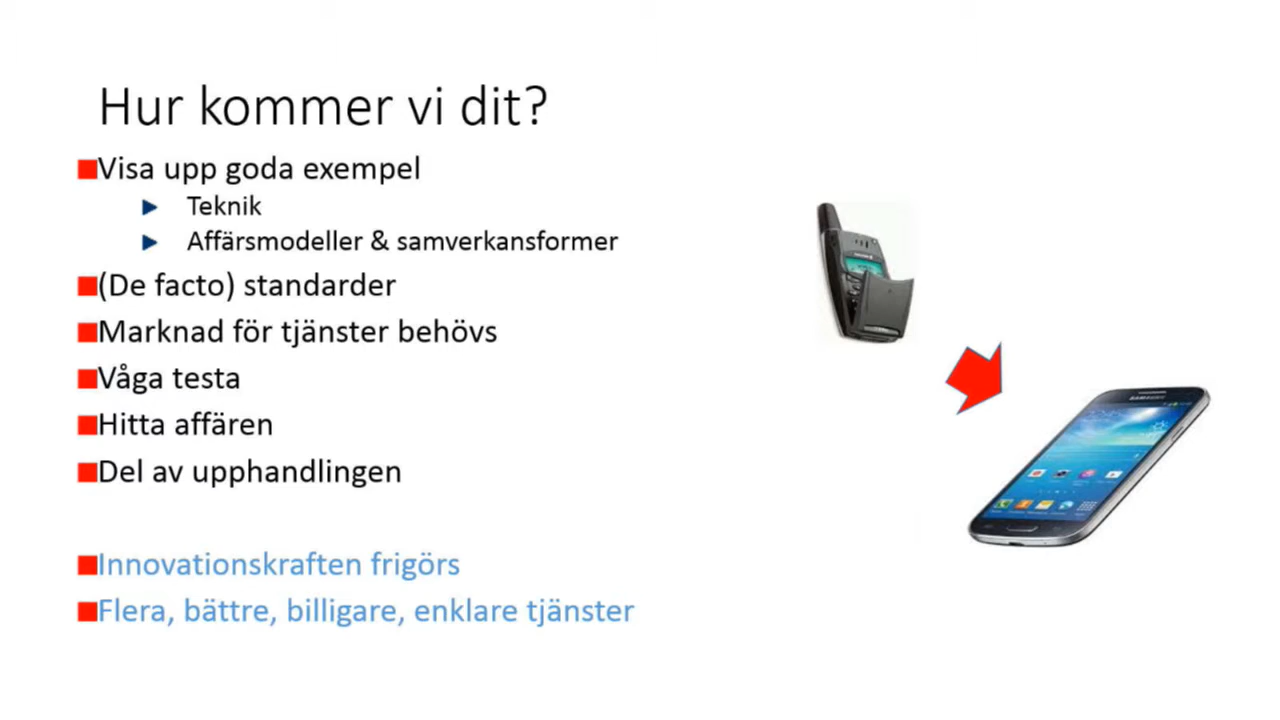 Hur kommer vi dit?
Visa upp goda exempel
Teknik
Affärsmodeller & samverkansformer
(De facto) standarder
Marknad för tjänster behövs
Våga testa
Hitta affären
Del av upphandlingen
Innovationskraften frigörs
Flera, bättre, billigare, enklare tjänster
SAMSUNG